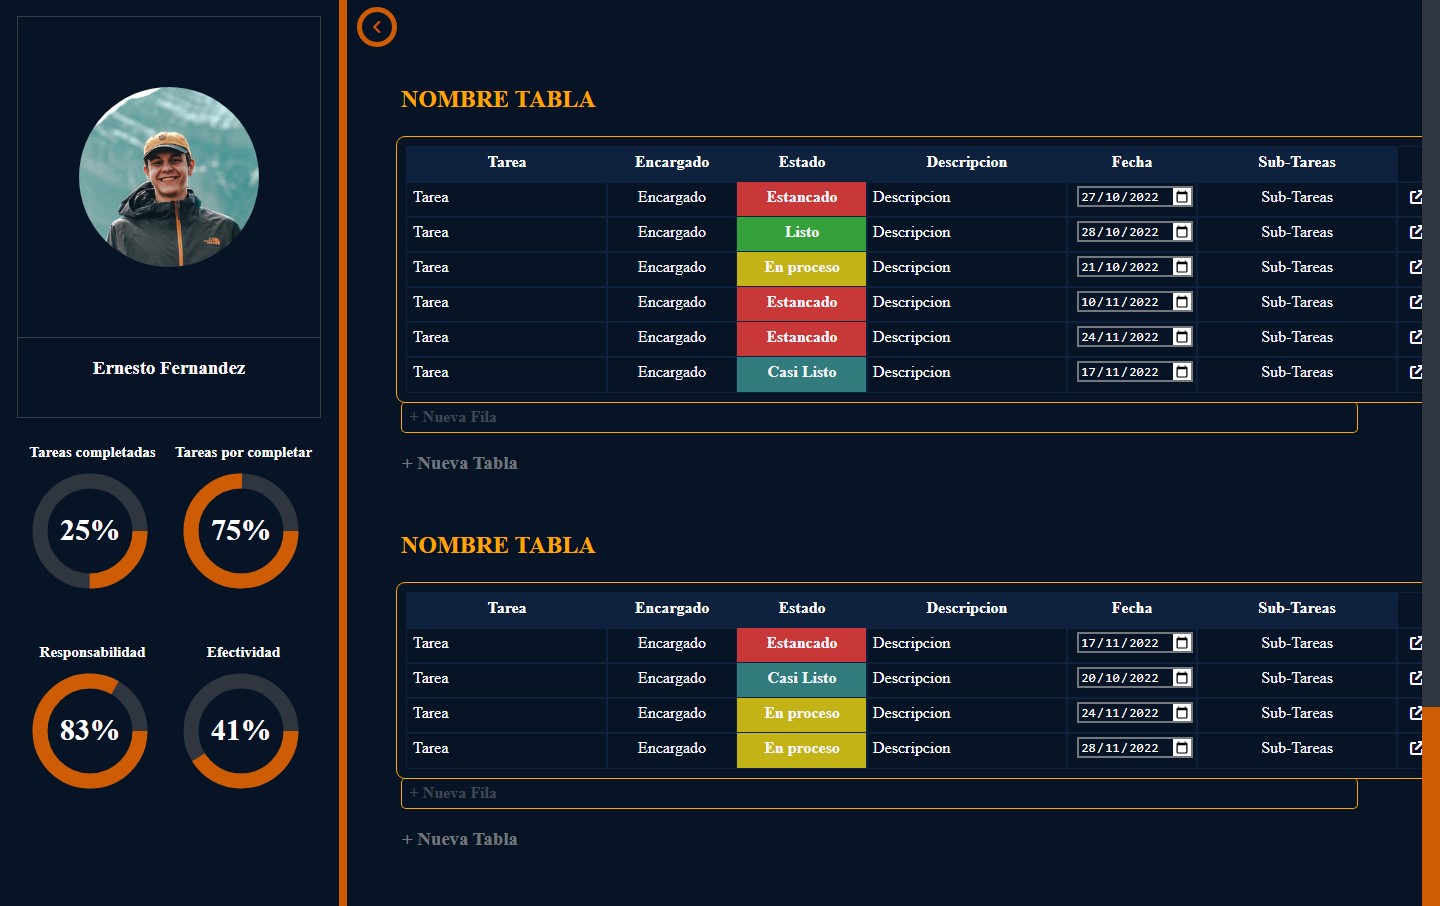 Ernesto Fernandez
Tareas completadas Tareas por completar
25% 75%
Responsabilidad Efectividad
83% 41%
NOMBRE TABLA
Tarea Encargado Estado Descripcion Fecha Sub-Tareas
Tarea Encargado Estancado Descripcion 27/10/2022 Sub-Tareas
Tarea Encargado Listo Descripcion 28/10/2022 Sub-Tareas
Tarea Encargado En proceso Descripcion 21/10/2022 Sub-Tareas
Tarea Encargado Estancado Descripcion 10/11/2022 Sub-Tareas
Tarea Encargado Estancado Descripcion 24/11/2022 Sub-Tareas
Tarea Encargado Casi Listo Descripcion 17/11/2022 Sub-Tareas
+ Nueva Fila
+ Nueva Tabla
NOMBRE TABLA
Tarea Encargado Estado Descripcion Fecha Sub-Tareas
Tarea Encargado Estancado Descripcion 17/11/2022 Sub-Tareas
Tarea Encargado Casi Listo Descripcion 20/10/2022 Sub-Tareas
Tarea Encargado En proceso Descripcion 24/11/2022 Sub-Tareas
Tarea Encargado En proceso Descripcion 28/11/2022 Sub-Tareas
+ Nueva Fila
+ Nueva Tabla